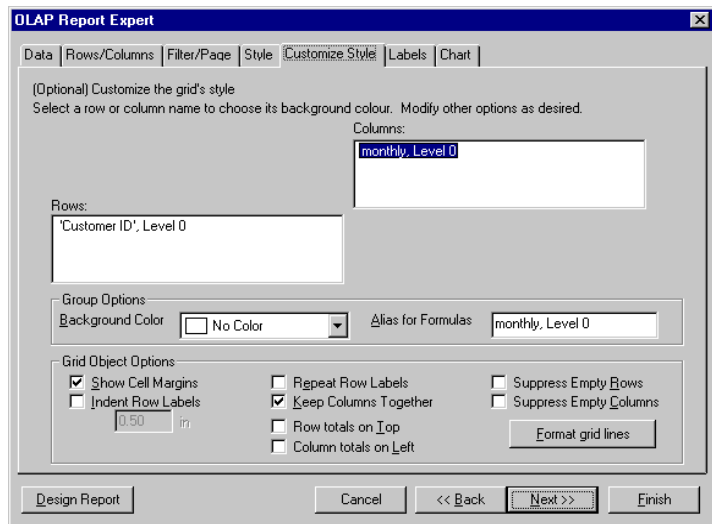 OLAP Report Expert
Data Rows/Columns Filter/Page Style Customize Style Labels Chart
(Optional) Customize the grid's style
Select a row or column name to choose its background colour. Modify other options as desired.
Columns:
monthly, Level 0
Rows:
'Customer ID', Level 0
Group Options
Background Color No Color Alias for Formulas monthly, Level 0
Grid Object Options
Show Cell Margins Repeat Row Labels Suppress Empty Rows
Indent Row Labels Keep Columns Together Suppress Empty Columns
0.50 in Row totals on Top Format grid lines
Column totals on Left
Design Report Cancel << Back Next >> Finish